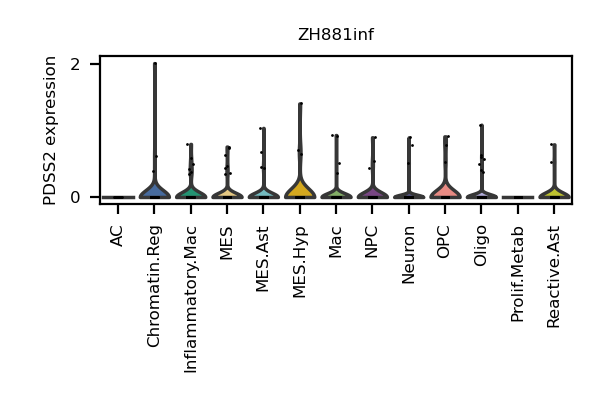 ZH881inf
PDSS2 expression
2
0
AC
Chromatin.Reg
Inflammatory.Mac
MES
MES.Ast
MES.Hyp
Mac
NPC
Neuron
OPC
Oligo
Prolif.Metab
Reactive.Ast